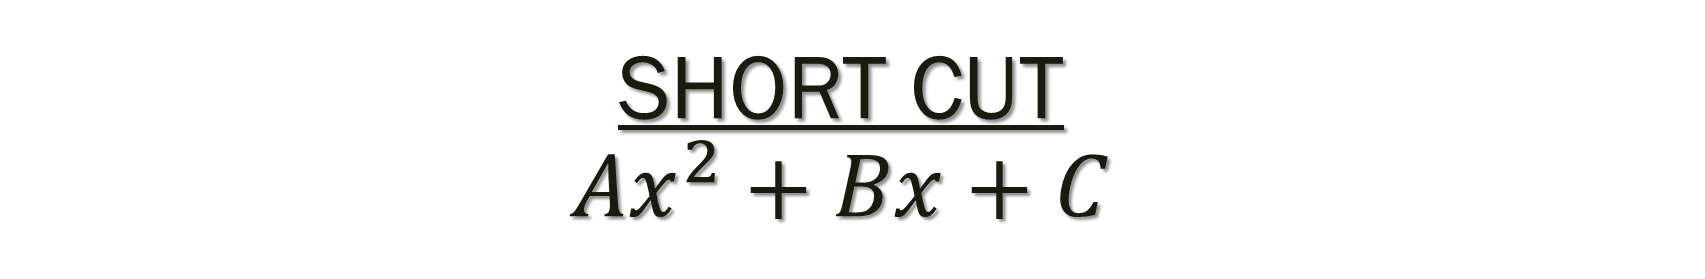 SHORT CUT
𝐴𝑥² + 𝐵𝑥 + 𝐶